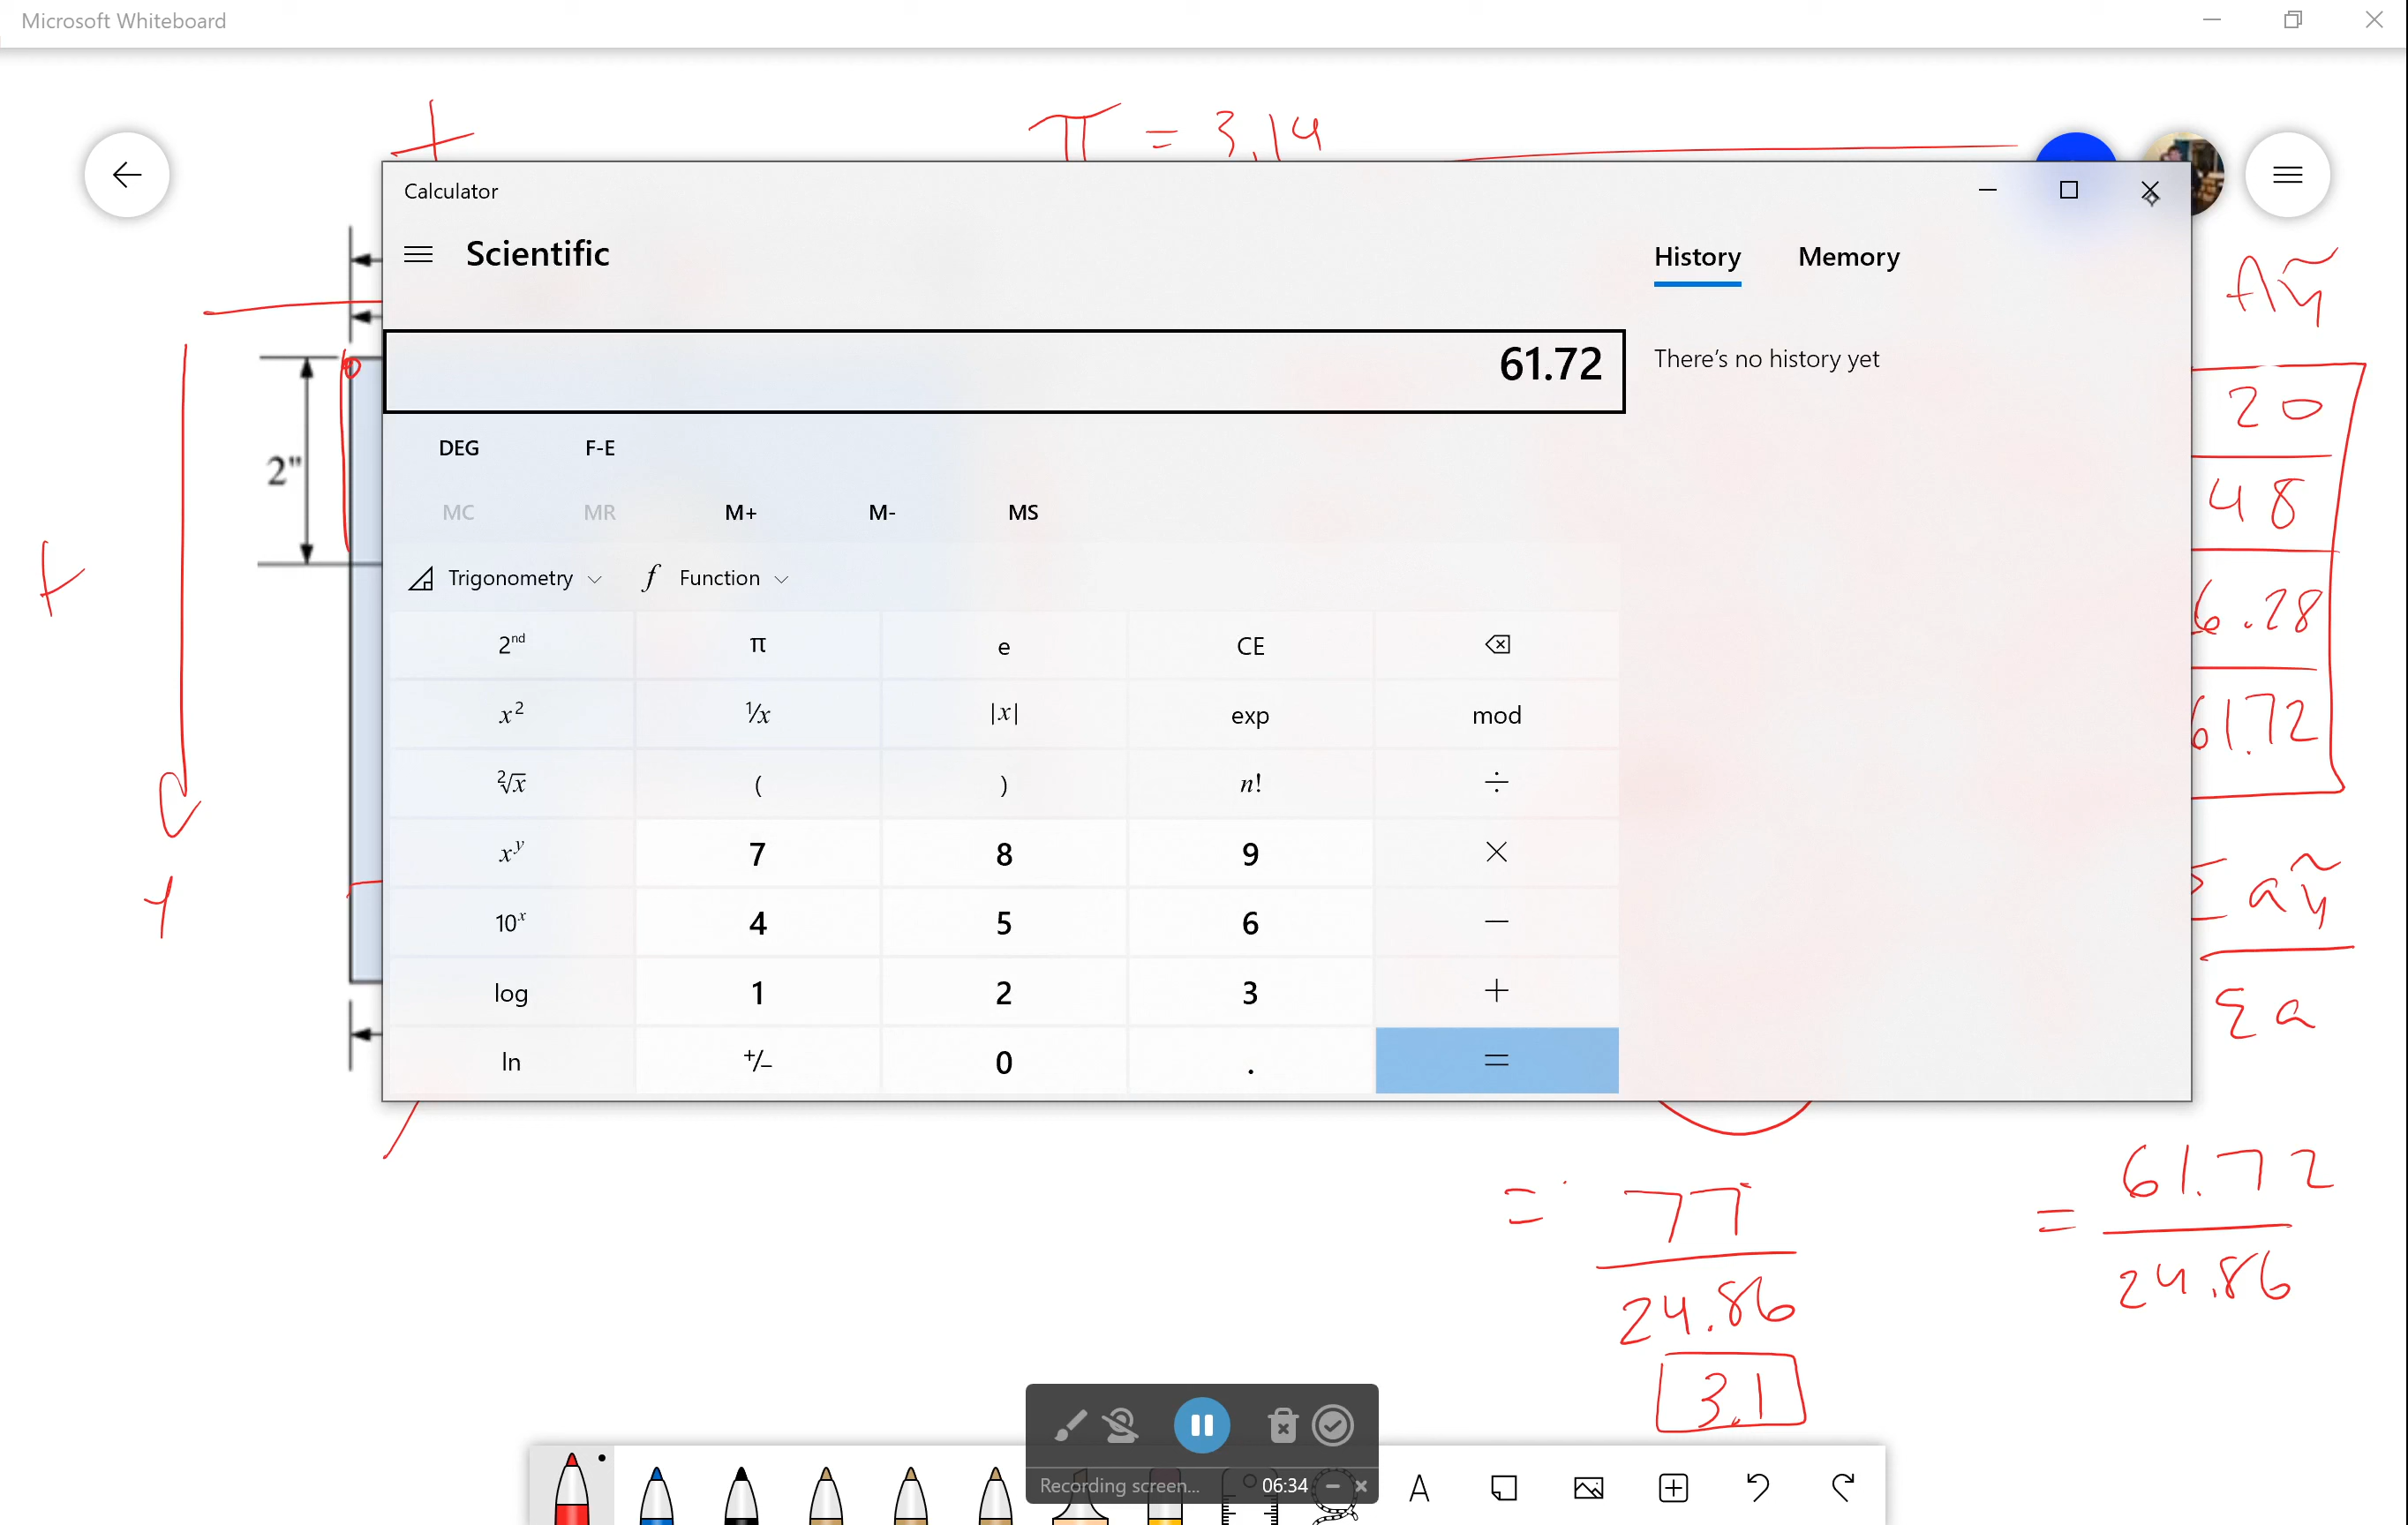 Microsoft Whiteboard
+
π = 3.14
Calculator
Scientific
History Memory
Aỹ
61.72
There's no history yet
20
DEG F-E
2"
MC MR M+ M- MS
48
+
Trigonometry f Function
6.28
2nd π e CE
x2 1/x |x| exp mod
61.72
2√x ( ) n! ÷
xy 7 8 9 ×
Σaỹ
y
10x 4 5 6 −
Σa
log 1 2 3 +
ln +/− 0 . =
= 77
24.86
= 61.72
24.86
3.1
Recording screen... 06:34
A